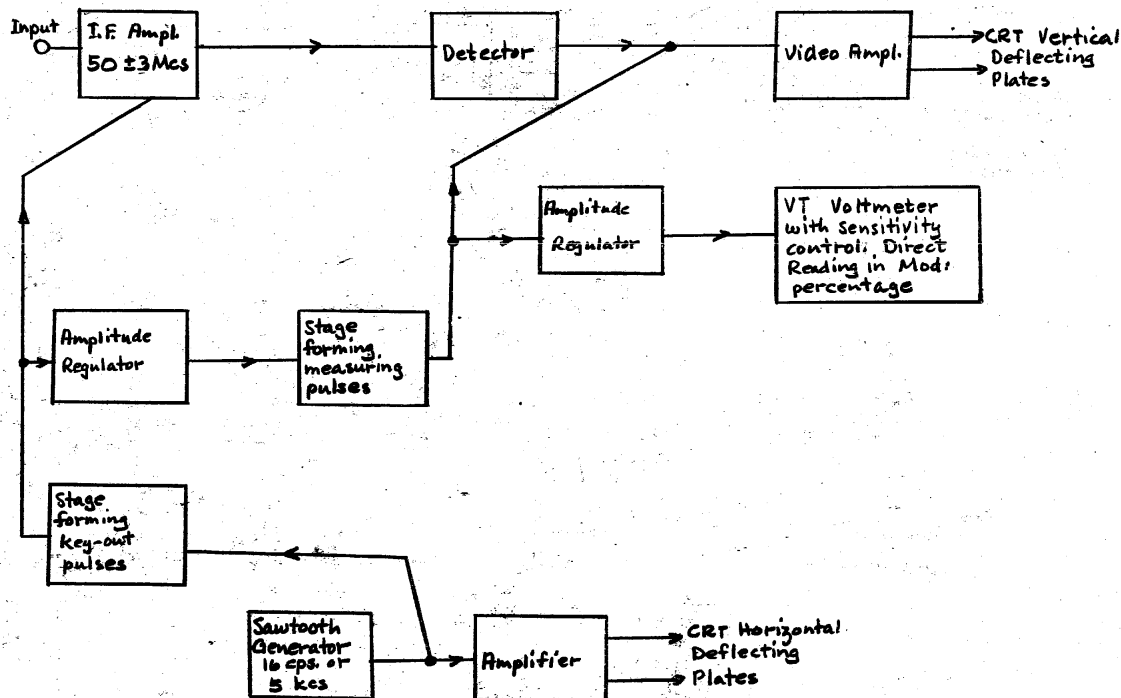 Input
I.F. Ampl.
50 ±3 Mcs
Detector
Video Ampl.
CRT Vertical
Deflecting
Plates
Amplitude
Regulator
VT Voltmeter
with sensitivity
control. Direct
Reading in Mod.
percentage
Amplitude
Regulator
Stage
forming
measuring
pulses
Stage
forming
Key-out
pulses
Sawtooth
Generator
16 cps. or
5 kcs
Amplifier
CRT Horizontal
Deflecting
Plates